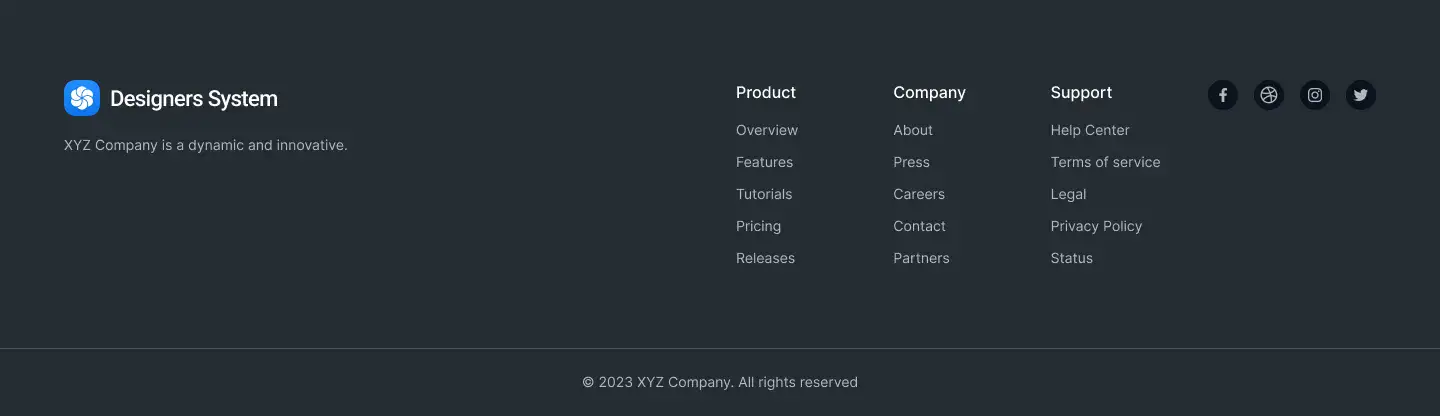 Designers System
XYZ Company is a dynamic and innovative.
Product
Overview
Features
Tutorials
Pricing
Releases
Company
About
Press
Careers
Contact
Partners
Support
Help Center
Terms of service
Legal
Privacy Policy
Status
© 2023 XYZ Company. All rights reserved